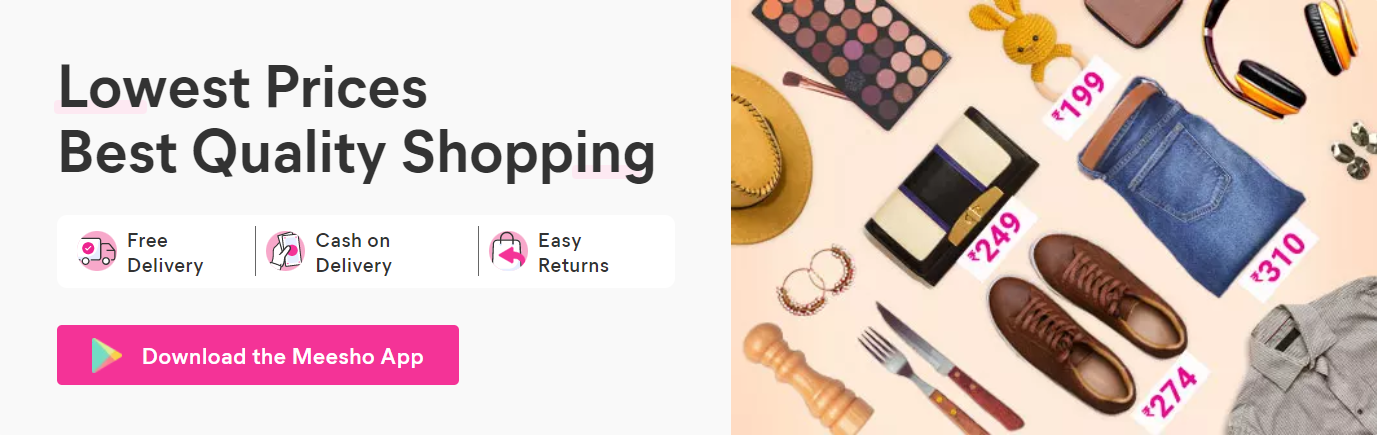 Lowest Prices
Best Quality Shopping
Free
Delivery
Cash on
Delivery
Easy
Returns
Download the Meesho App
₹199
₹249
₹310
₹274